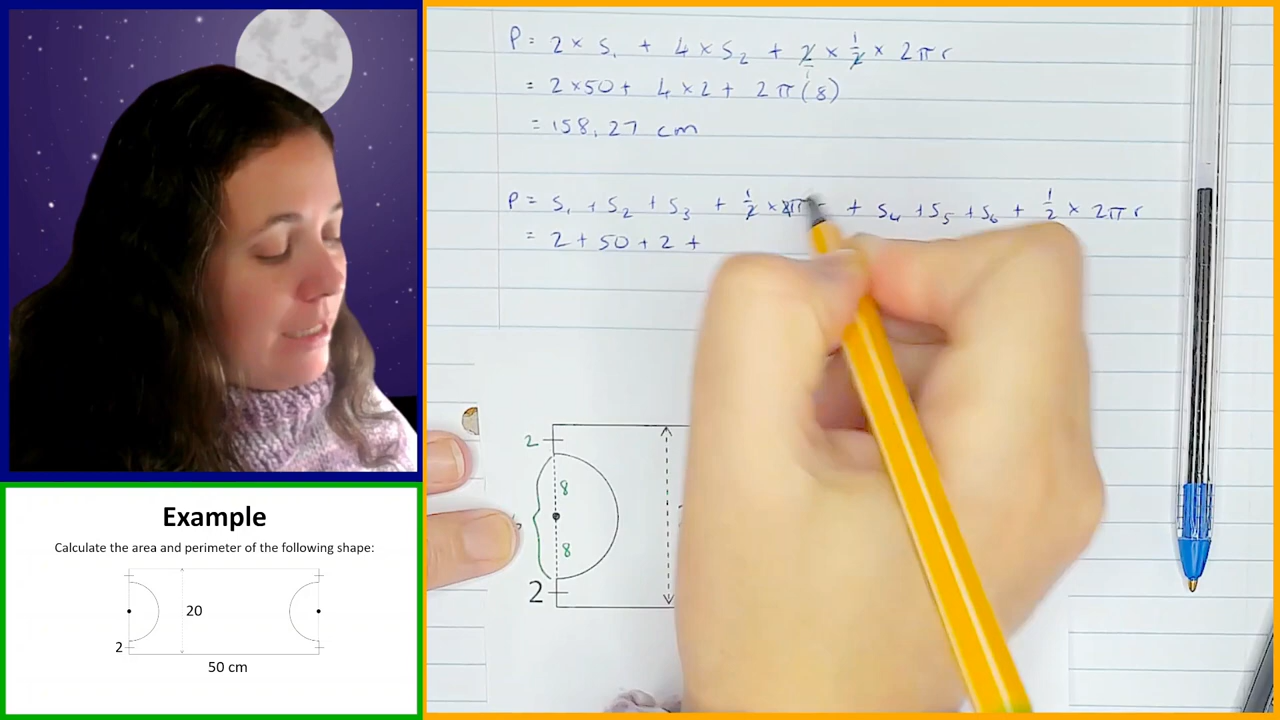 P = 2 × S₁ + 4 × S₂ + 2 × 1/2 × 2πr
= 2 × 50 + 4 × 2 + 2π(8)
= 158,27 cm
P = S₁ + S₂ + S₃ + 1/2 × 2π + S₄ + S₅ + S₆ + 1/2 × 2πr
= 2 + 50 + 2 +
2
8
8
2
Example
Calculate the area and perimeter of the following shape:
20
2
50 cm